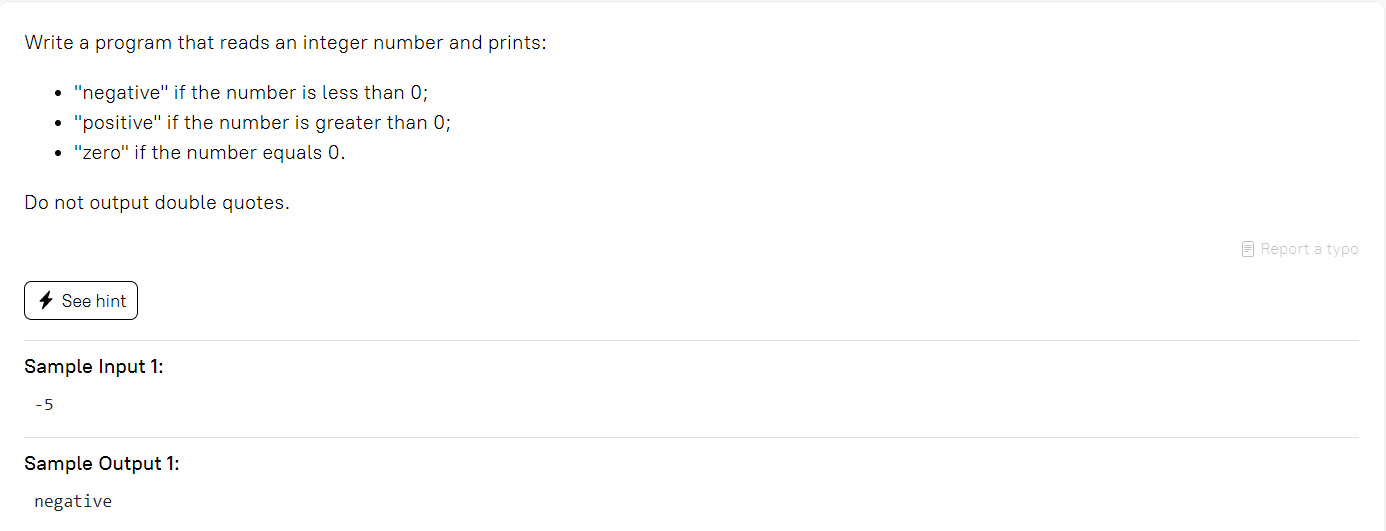 Write a program that reads an integer number and prints:
• "negative" if the number is less than 0;
• "positive" if the number is greater than 0;
• "zero" if the number equals 0.
Do not output double quotes.
Report a typo
See hint
Sample Input 1:
-5
Sample Output 1:
negative